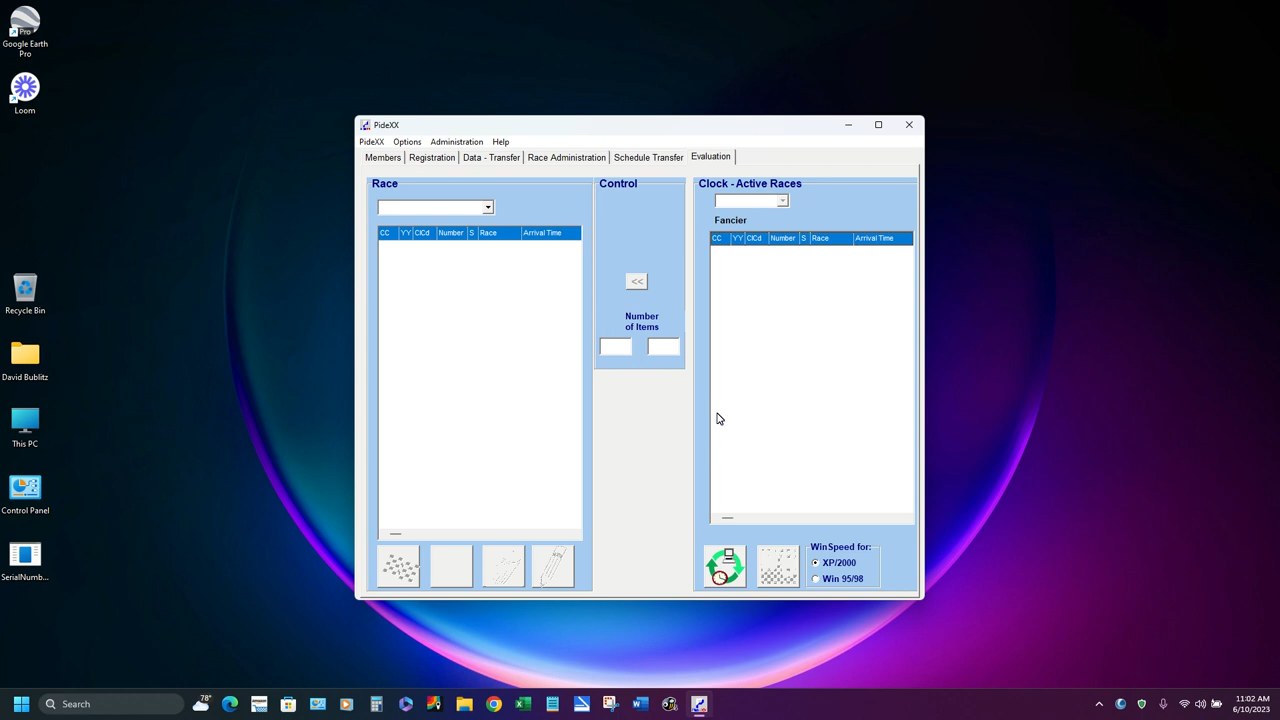 Pro
Google Earth
Pro
Loom
Recycle Bin
David Bublitz
This PC
Control Panel
SerialNumb...
PideXX
PideXX Options Administration Help
Members Registration Data - Transfer Race Administration Schedule Transfer Evaluation
Race
CC YY ClCd Number S Race Arrival Time
Control
<<
Number
of Items
Clock - Active Races
Fancier
CC YY ClCd Number S Race Arrival Time
WinSpeed for:
XP/2000
Win 95/98
Search
78°
11:02 AM
6/10/2023